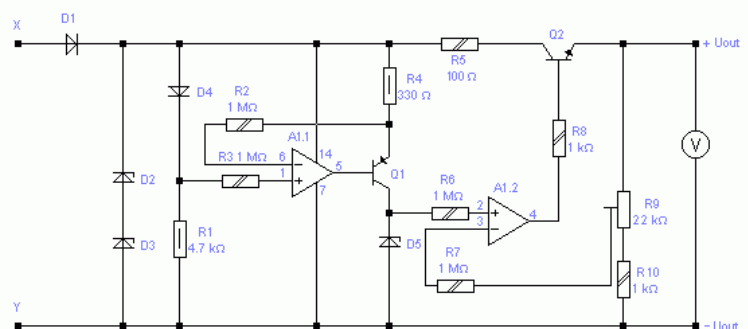 X
D1
D4
R2
1 MΩ
R3 1 MΩ
A1.1
14
6
1
5
7
R4
330 Ω
R5
100 Ω
Q2
+ Uout
V
R8
1 kΩ
Q1
R6
1 MΩ
A1.2
2
3
4
R9
22 kΩ
D2
D3
R1
4.7 kΩ
D5
R7
1 MΩ
R10
1 kΩ
Y
− Uout